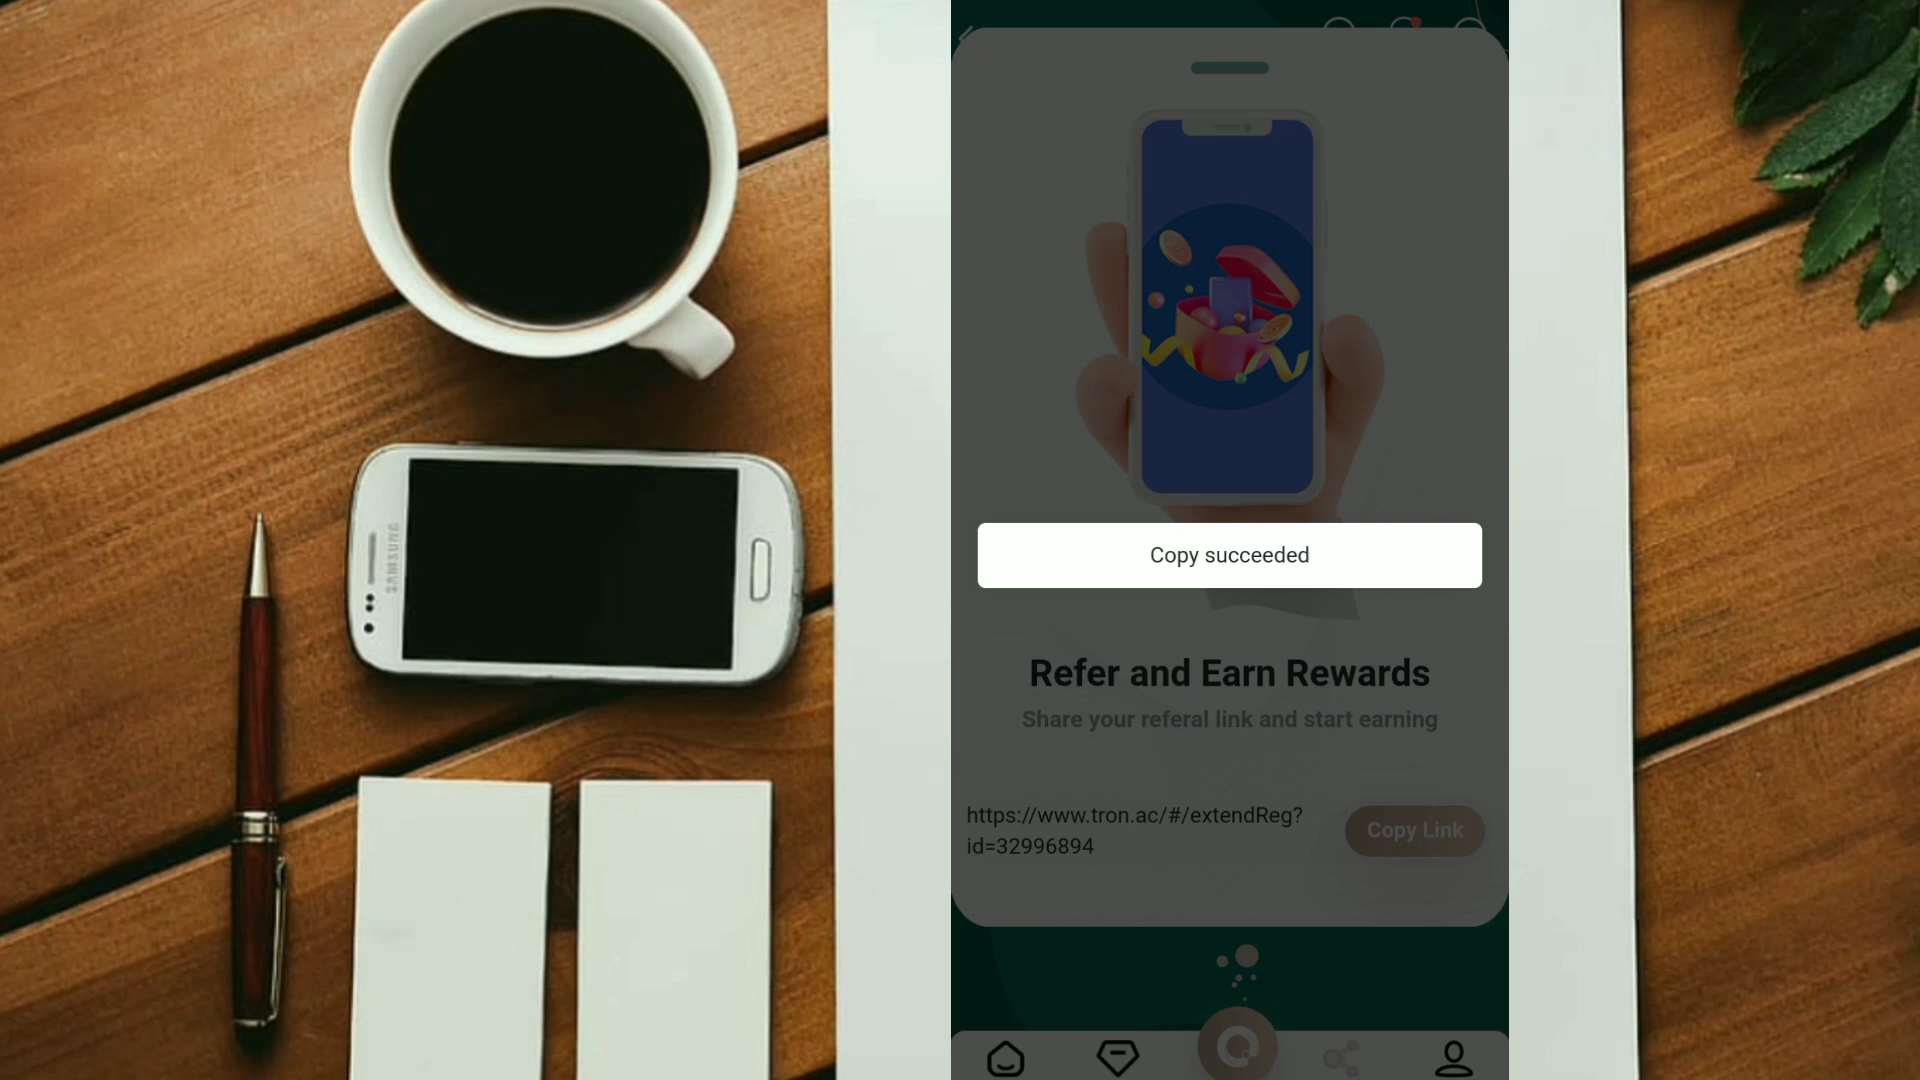 SAMSUNG
Copy succeeded
Refer and Earn Rewards
Share your referal link and start earning
https://www.tron.ac/#/extendReg?
id=32996894
Copy Link